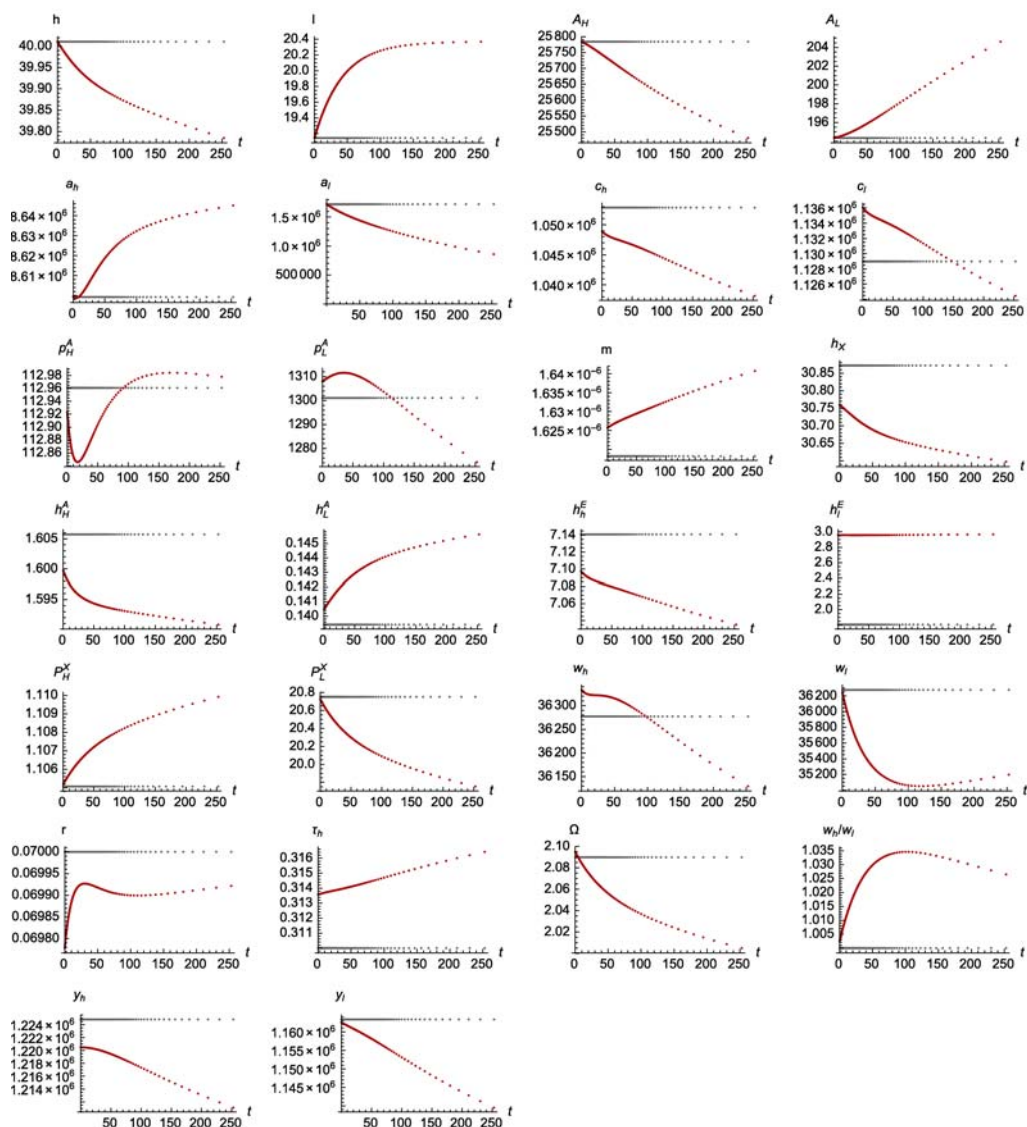 h
40.00
39.95
39.90
39.85
39.80
0 50 100 150 200 250 t
l
20.4
20.2
20.0
19.8
19.6
19.4
0 50 100 150 200 250 t
A_H
25 800
25 750
25 700
25 650
25 600
25 550
25 500
0 50 100 150 200 250 t
A_L
204
202
200
198
196
0 50 100 150 200 250 t
a_h
8.64 × 10^6
8.63 × 10^6
8.62 × 10^6
8.61 × 10^6
0 50 100 150 200 250 t
a_l
1.5 × 10^6
1.0 × 10^6
500 000
0 50 100 150 200 250 t
c_h
1.050 × 10^6
1.045 × 10^6
1.040 × 10^6
0 50 100 150 200 250 t
c_l
1.136 × 10^6
1.134 × 10^6
1.132 × 10^6
1.130 × 10^6
1.128 × 10^6
1.126 × 10^6
0 50 100 150 200 250 t
p_H^A
112.98
112.96
112.94
112.92
112.90
112.88
112.86
0 50 100 150 200 250 t
p_L^A
1310
1300
1290
1280
0 50 100 150 200 250 t
m
1.64 × 10^-6
1.635 × 10^-6
1.63 × 10^-6
1.625 × 10^-6
0 50 100 150 200 250 t
h_X
30.85
30.80
30.75
30.70
30.65
0 50 100 150 200 250 t
h_H^A
1.605
1.600
1.595
0 50 100 150 200 250 t
h_L^A
0.145
0.144
0.143
0.142
0.141
0.140
0 50 100 150 200 250 t
h_h^E
7.14
7.12
7.10
7.08
7.06
0 50 100 150 200 250 t
h_l^E
3.0
2.8
2.6
2.4
2.2
2.0
0 50 100 150 200 250 t
P_H^X
1.110
1.109
1.108
1.107
1.106
0 50 100 150 200 250 t
P_L^X
20.8
20.6
20.4
20.2
20.0
0 50 100 150 200 250 t
w_h
36 300
36 250
36 200
36 150
0 50 100 150 200 250 t
w_l
36 200
36 000
35 800
35 600
35 400
35 200
0 50 100 150 200 250 t
r
0.07000
0.06995
0.06990
0.06985
0.06980
0 50 100 150 200 250 t
τ_h
0.316
0.315
0.314
0.313
0.312
0.311
0 50 100 150 200 250 t
Ω
2.10
2.08
2.06
2.04
2.02
0 50 100 150 200 250 t
w_h/w_l
1.035
1.030
1.025
1.020
1.015
1.010
1.005
0 50 100 150 200 250 t
y_h
1.224 × 10^6
1.222 × 10^6
1.220 × 10^6
1.218 × 10^6
1.216 × 10^6
1.214 × 10^6
50 100 150 200 250 t
y_l
1.160 × 10^6
1.155 × 10^6
1.150 × 10^6
1.145 × 10^6
50 100 150 200 250 t